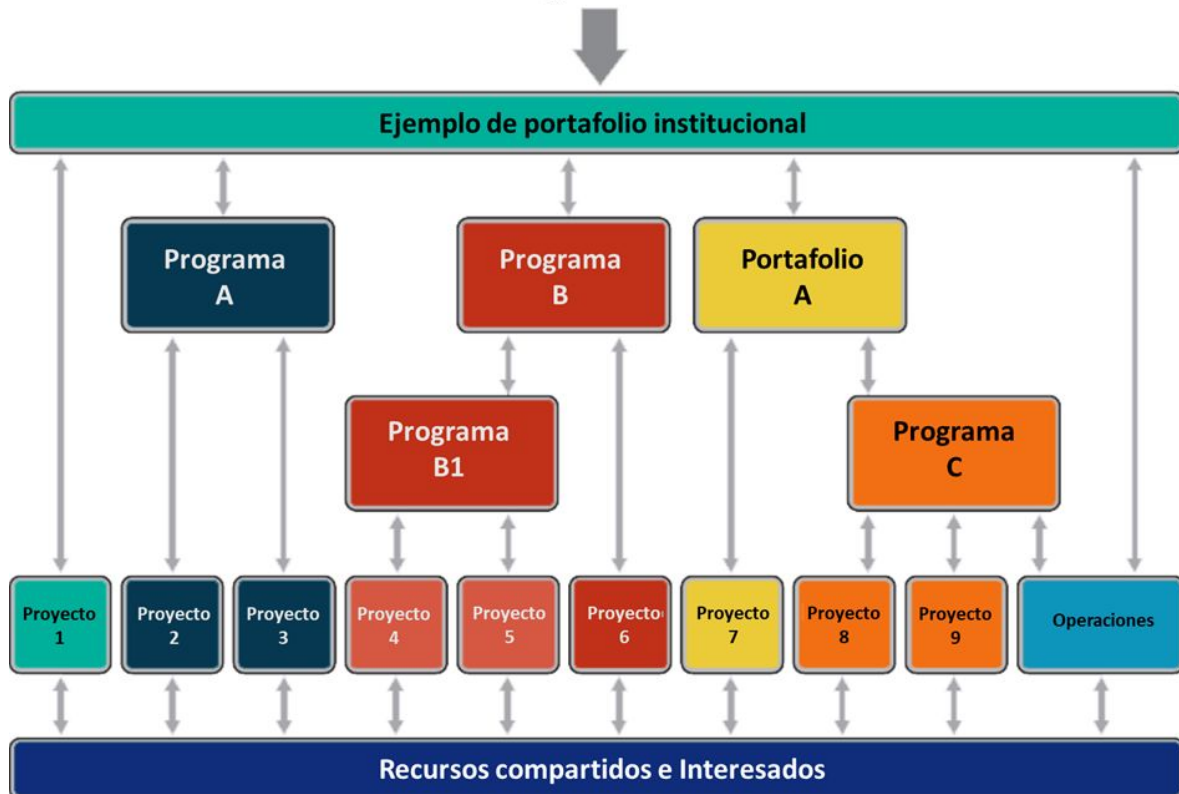 Ejemplo de portafolio institucional
Programa
A
Programa
B
Portafolio
A
Programa
B1
Programa
C
Proyecto
1
Proyecto
2
Proyecto
3
Proyecto
4
Proyecto
5
Proyecto
6
Proyecto
7
Proyecto
8
Proyecto
9
Operaciones
Recursos compartidos e Interesados